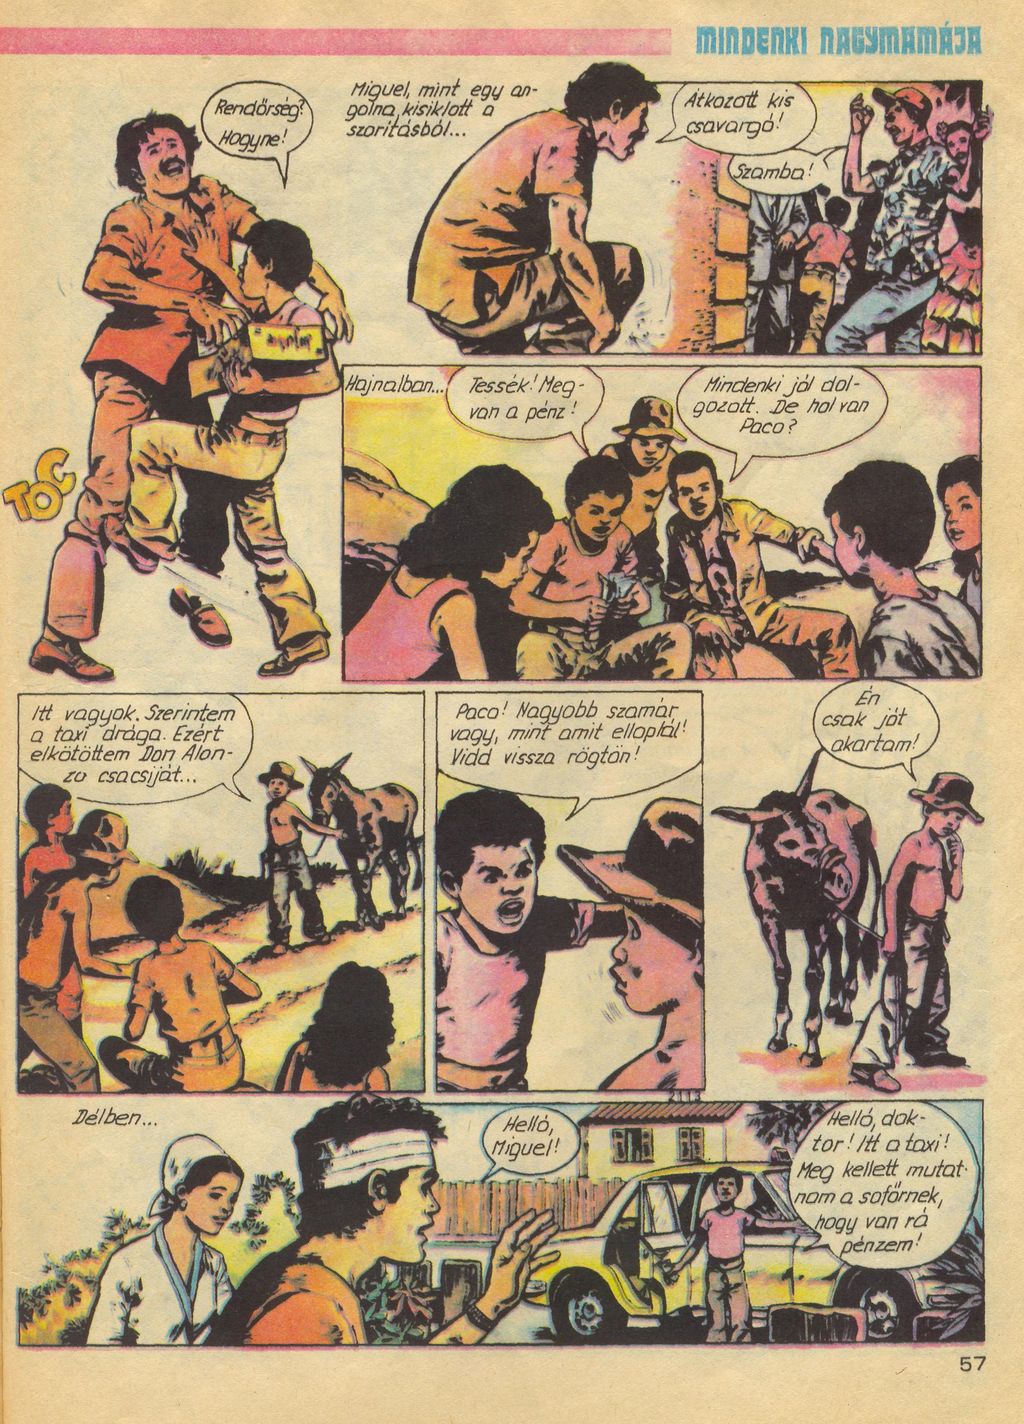 MINDENKI NAGYMAMÁJA
Rendőrség?
Hogyne!
Miguel, mint egy an-
golna, kisiklott a
szorításból...
Átkozott kis
csavargó!
Szamba!
TOC
Hajnalban...
Tessék! Meg-
van a pénz!
Mindenki jól dol-
gozott. De hol van
Paco?
Itt vagyok. Szerintem
a taxi drága. Ezért
elkötöttem Don Alon-
zo csacsiját...
Paco! Nagyobb szamár
vagy, mint amit elloptál!
Vidd vissza rögtön!
Én
csak jót
akartam!
2113
Délben...
Helló,
Miguel!
Helló, dok-
tor! Itt a taxi!
Meg kellett mutat-
nom a sofőrnek,
hogy van rá
pénzem!
57